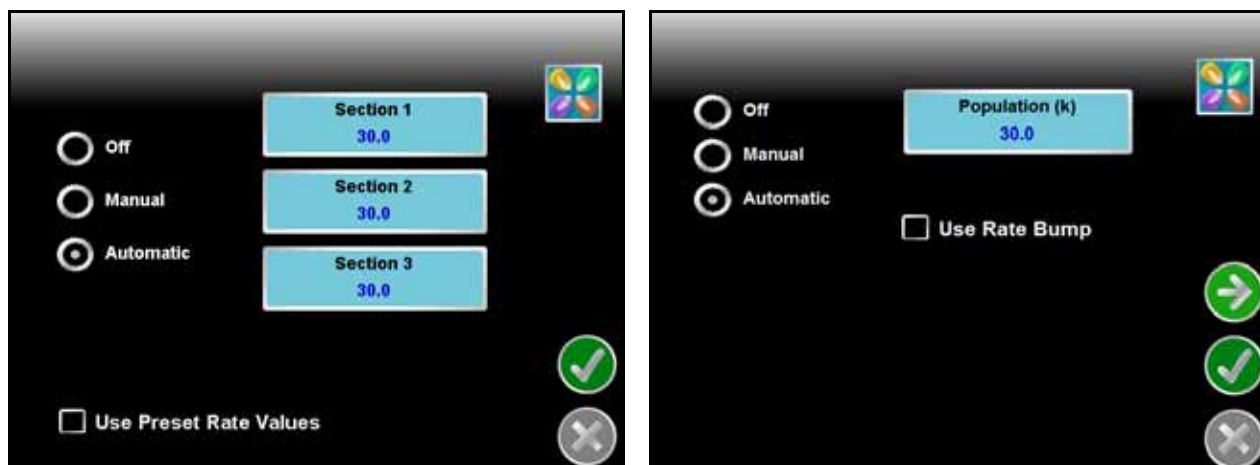 Off
Manual
Automatic
Section 1
30.0
Section 2
30.0
Section 3
30.0
Use Preset Rate Values
Off
Manual
Automatic
Population (k)
30.0
Use Rate Bump